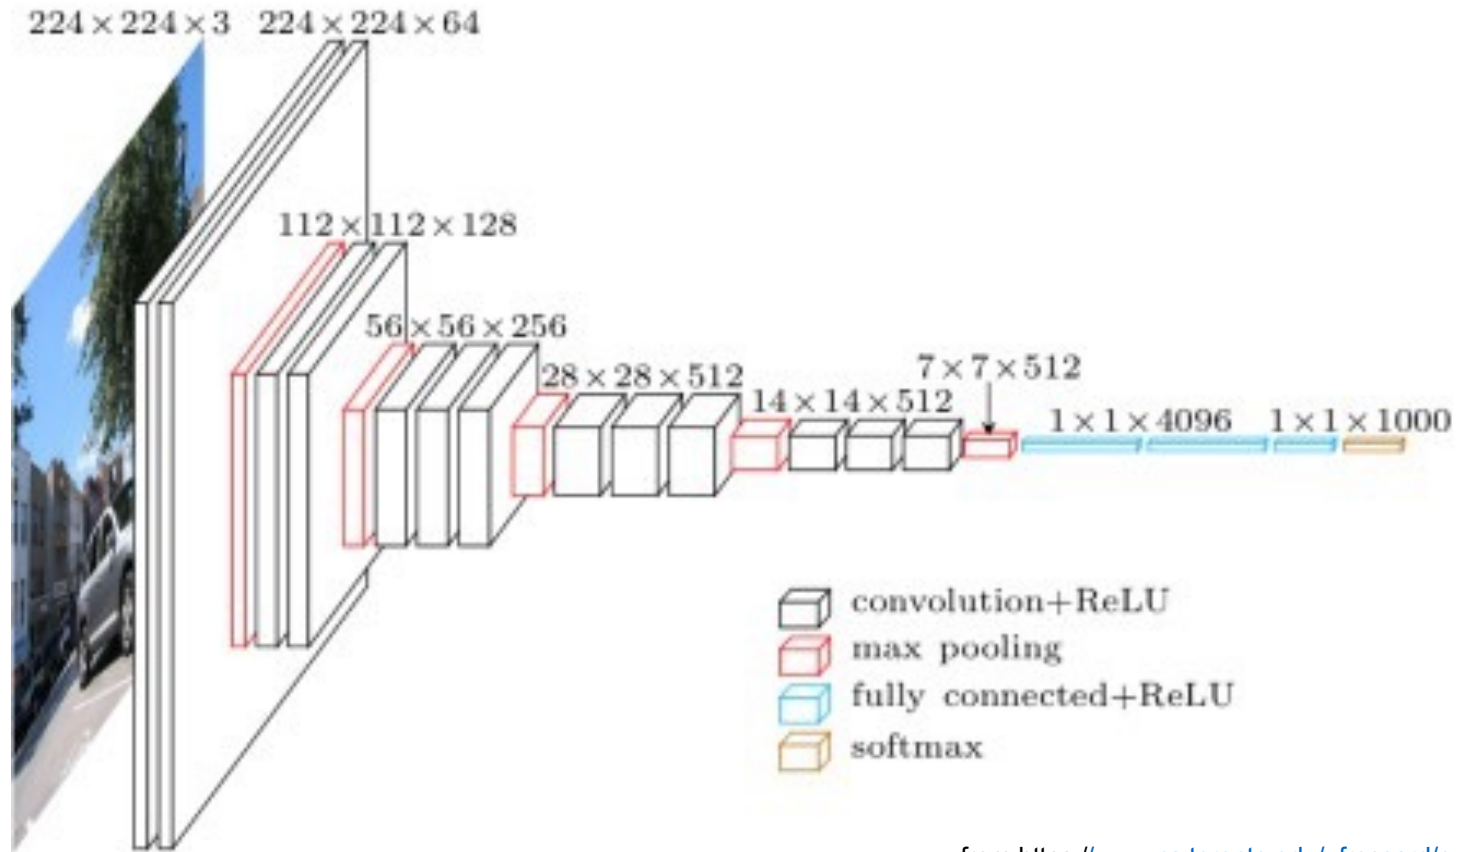 224×224×3 224×224×64
112×112×128
56×56×256
28×28×512
14×14×512
7×7×512
1×1×4096 1×1×1000
convolution+ReLU
max pooling
fully connected+ReLU
softmax